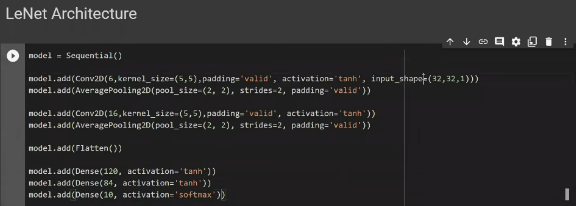 LeNet Architecture
model = Sequential()
model.add(Conv2D(6,kernel_size=(5,5),padding='valid', activation='tanh', input_shape=(32,32,1)))
model.add(AveragePooling2D(pool_size=(2, 2), strides=2, padding='valid'))
model.add(Conv2D(16,kernel_size=(5,5),padding='valid', activation='tanh'))
model.add(AveragePooling2D(pool_size=(2, 2), strides=2, padding='valid'))
model.add(Flatten())
model.add(Dense(120, activation='tanh'))
model.add(Dense(84, activation='tanh'))
model.add(Dense(10, activation='softmax'))